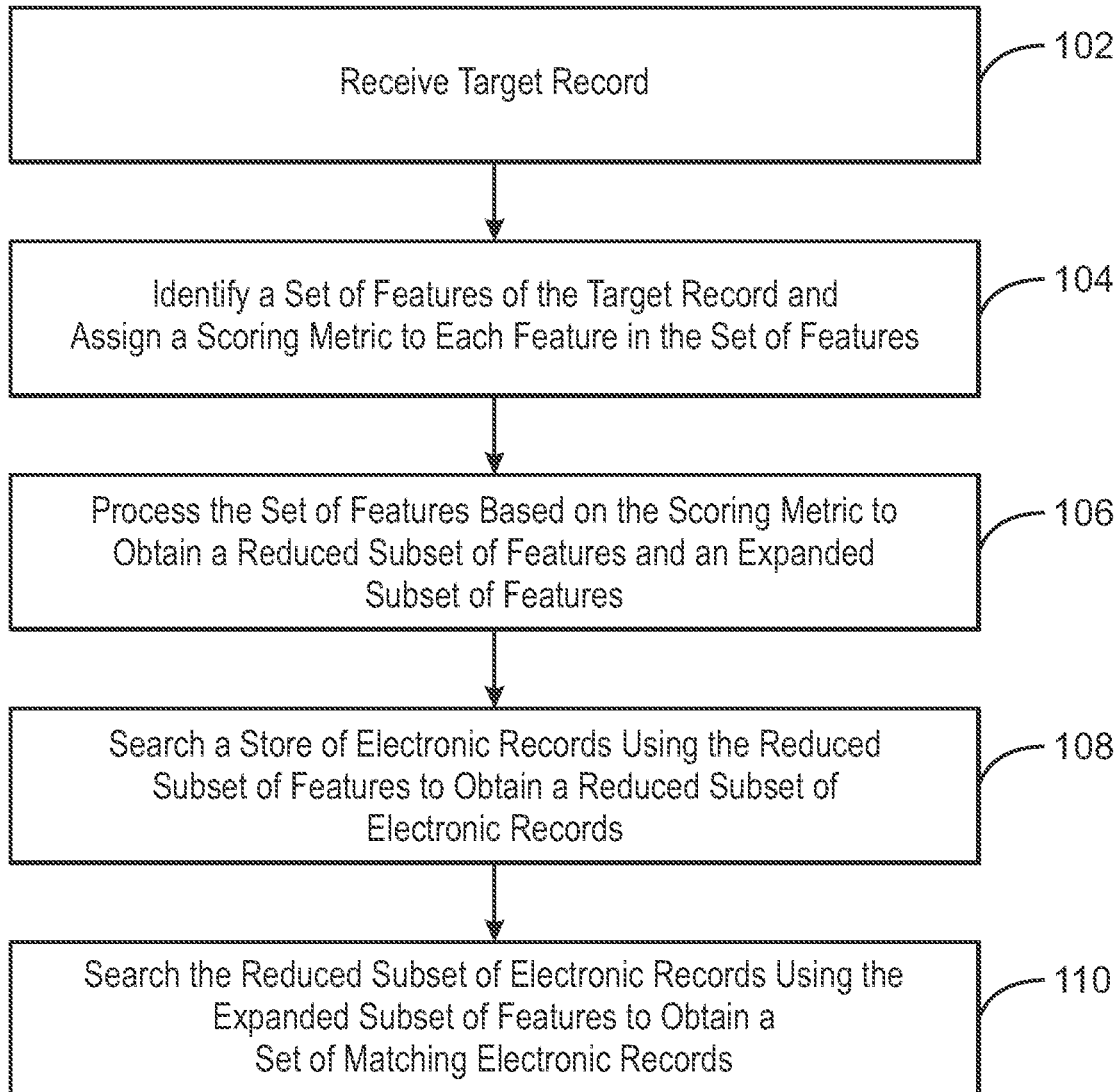 Receive Target Record
102
Identify a Set of Features of the Target Record and
Assign a Scoring Metric to Each Feature in the Set of Features
104
Process the Set of Features Based on the Scoring Metric to
Obtain a Reduced Subset of Features and an Expanded
Subset of Features
106
Search a Store of Electronic Records Using the Reduced
Subset of Features to Obtain a Reduced Subset of
Electronic Records
108
Search the Reduced Subset of Electronic Records Using the
Expanded Subset of Features to Obtain a
Set of Matching Electronic Records
110